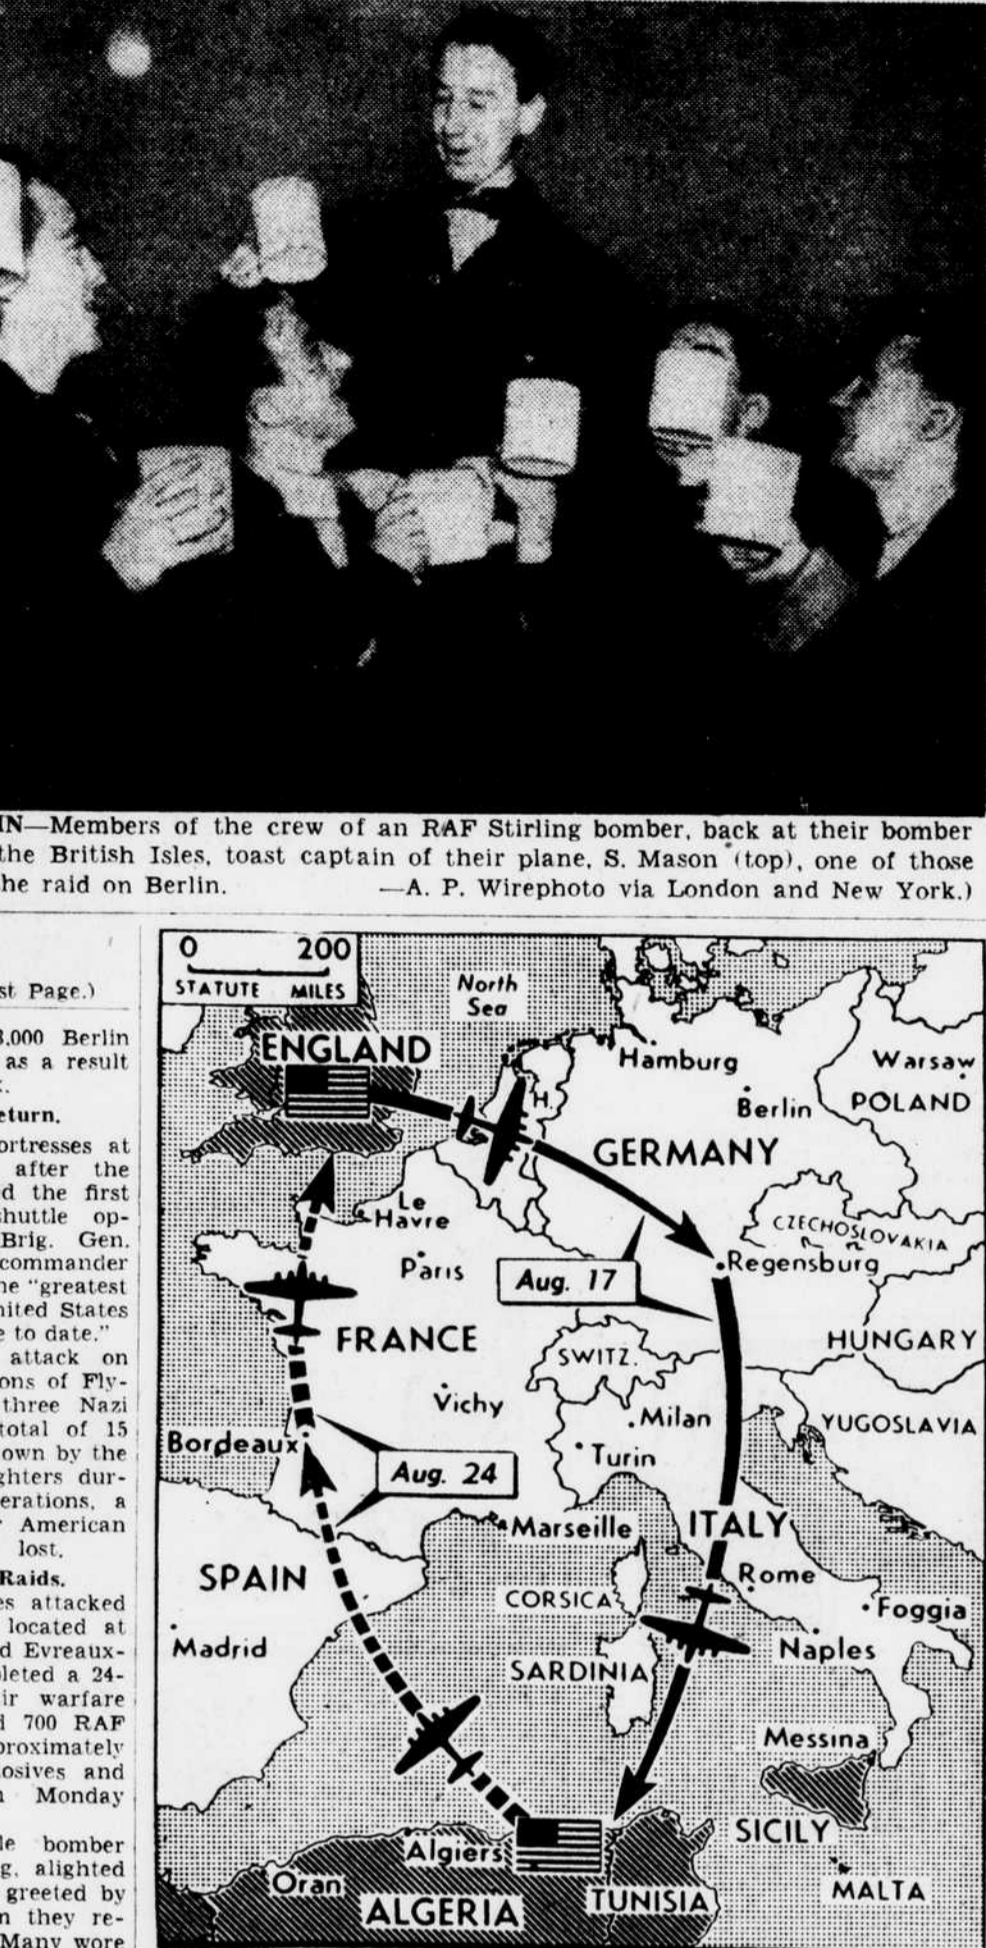 IN—Members of the crew of an RAF Stirling bomber, back at their bomber
the British Isles, toast captain of their plane, S. Mason (top), one of those
he raid on Berlin. —A. P. Wirephoto via London and New York.)
st Page.)
3,000 Berlin
as a result
eturn.
ortresses at
after the
d the first
shuttle op-
Brig. Gen.
commander
he "greatest
nited States
e to date."
attack on
ons of Fly-
three Nazi
total of 15
own by the
ghters dur-
erations, a
American
lost.
Raids.
es attacked
located at
d Evreaux-
leted a 24-
ir warfare
d 700 RAF
proximately
losives and
Monday
le bomber
g, alighted
greeted by
n they re-
Many wore
0 200
STATUTE MILES
North
Sea
ENGLAND
Hamburg
Warsaw
H.
Berlin
POLAND
GERMANY
Le
Havre
CZECHOSLOVAKIA
Paris
Regensburg
Aug. 17
FRANCE
HUNGARY
SWITZ.
Vichy
Milan
YUGOSLAVIA
Bordeaux
Turin
Aug. 24
Marseille
ITALY
SPAIN
Rome
CORSICA
Foggia
Madrid
Naples
SARDINIA
Messina
SICILY
Algiers
Oran
MALTA
ALGERIA
TUNISIA